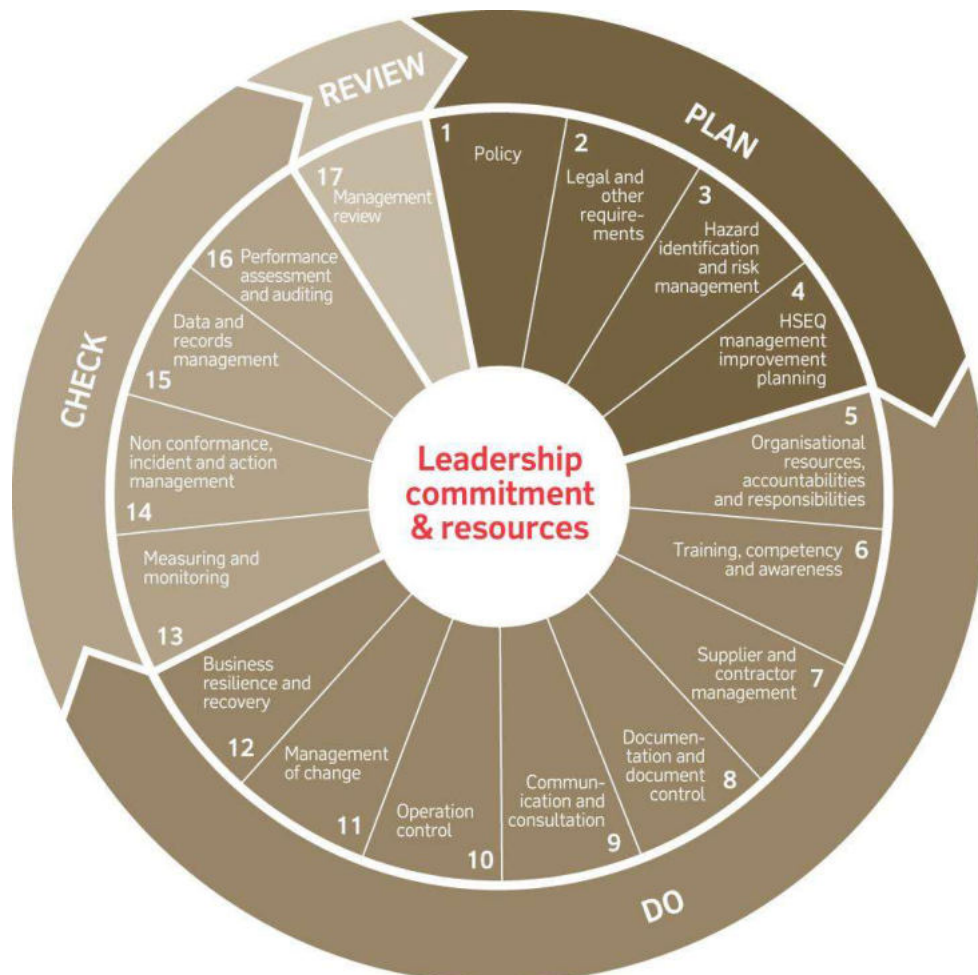 REVIEW
PLAN
CHECK
DO
1
Policy
2
Legal and
other
require-
ments
3
Hazard
identification
and risk
management
4
HSEQ
management
improvement
planning
5
Organisational
resources,
accountabilities
and responsibilities
Training, competency 6
and awareness
Supplier and
contractor
management 7
Documen-
tation and
document
control 8
Commun-
ication and
consultation
9
Operation
control
10
Management
of change
11
Business
resilience and
recovery
12
Measuring and
monitoring
13
Non conformance,
incident and action
management
14
Data and
records
management
15
16 Performance
assessment
and auditing
17
Management
review
Leadership
commitment
& resources